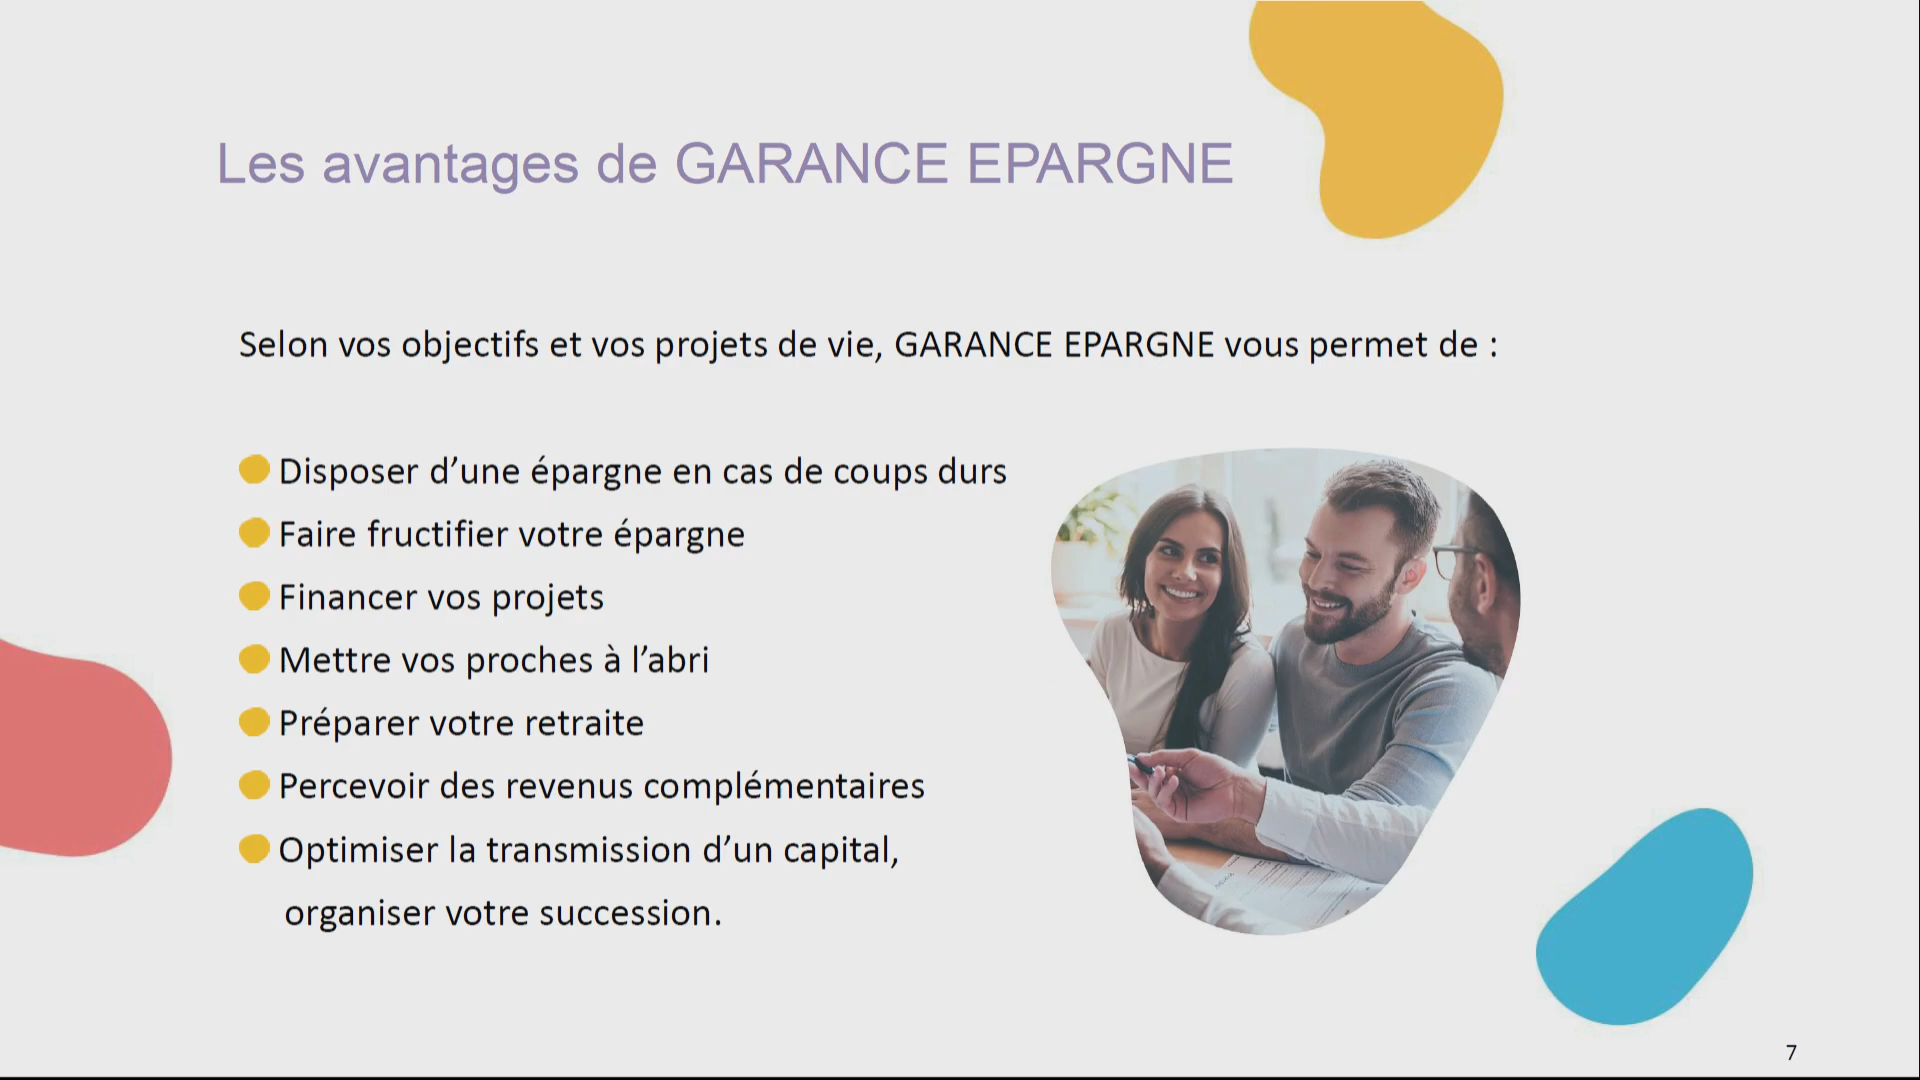 Les avantages de GARANCE EPARGNE
Selon vos objectifs et vos projets de vie, GARANCE EPARGNE vous permet de :
Disposer d’une épargne en cas de coups durs
Faire fructifier votre épargne
Financer vos projets
Mettre vos proches à l’abri
Préparer votre retraite
Percevoir des revenus complémentaires
Optimiser la transmission d’un capital,
organiser votre succession.
7